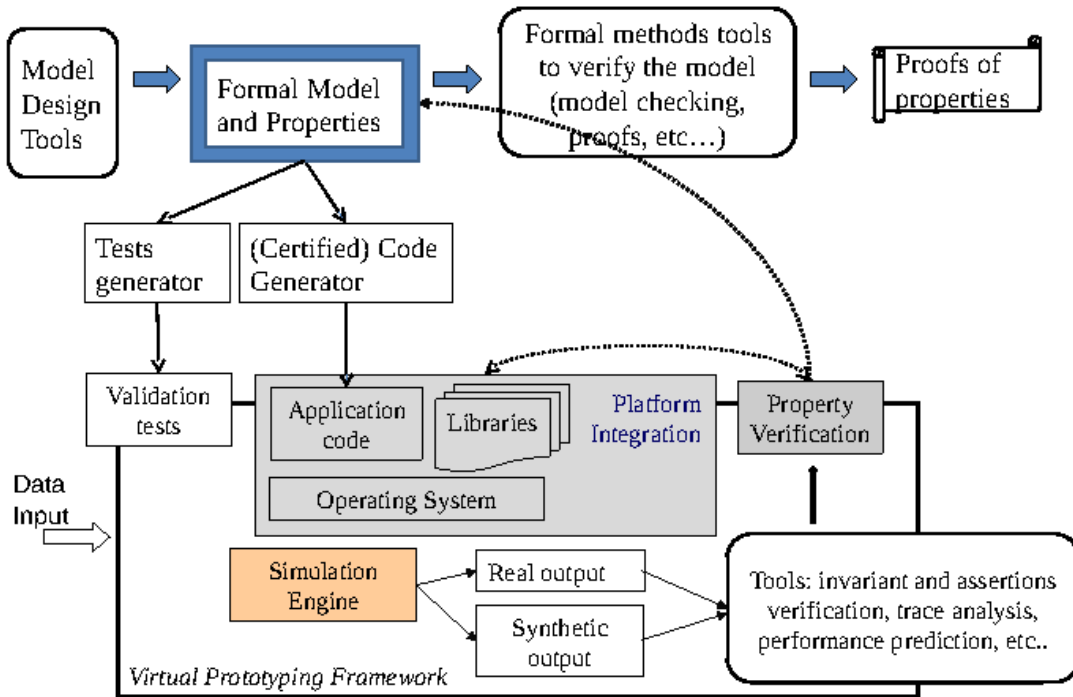 Model
Design
Tools
Formal Model
and Properties
Formal methods tools
to verify the model
(model checking,
proofs, etc...)
Proofs of
properties
Tests
generator
(Certified) Code
Generator
Validation
tests
Application
code
Libraries
Platform
Integration
Property
Verification
Operating System
Data
Input
Simulation
Engine
Real output
Synthetic
output
Tools: invariant and assertions
verification, trace analysis,
performance prediction, etc..
Virtual Prototyping Framework